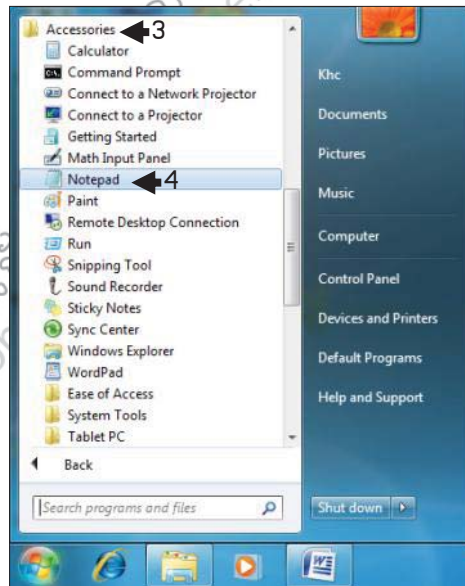 Accessories 3
Calculator
Command Prompt
Connect to a Network Projector
Connect to a Projector
Getting Started
Math Input Panel
Notepad 4
Paint
Remote Desktop Connection
Run
Snipping Tool
Sound Recorder
Sticky Notes
Sync Center
Windows Explorer
WordPad
Ease of Access
System Tools
Tablet PC
Back
Search programs and files
Khc
Documents
Pictures
Music
Computer
Control Panel
Devices and Printers
Default Programs
Help and Support
Shut down